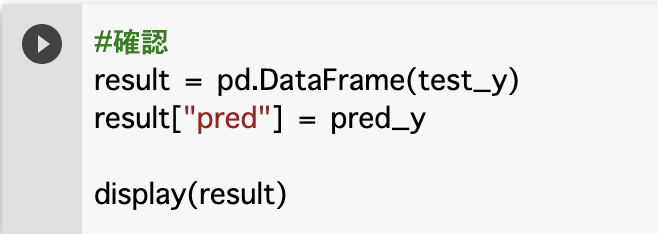 #確認
result = pd.DataFrame(test_y)
result["pred"] = pred_y
display(result)